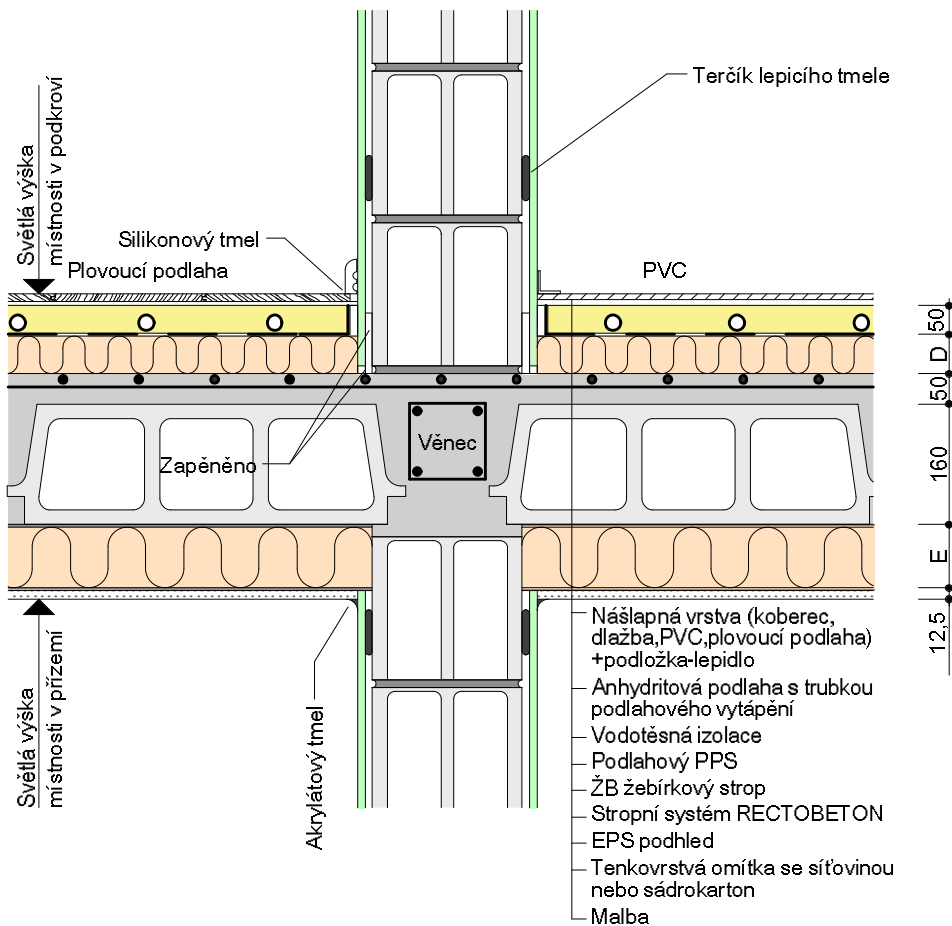 Terčík lepicího tmele
Světlá výška
místnosti v podkroví
Silikonový tmel
Plovoucí podlaha
PVC
50
D
50
160
E
12,5
Věnec
Zapěněno
Světlá výška
místnosti v přízemí
Akrylátový tmel
Nášlapná vrstva (koberec,
dlažba,PVC,plovoucí podlaha)
+podložka-lepidlo
Anhydritová podlaha s trubkou
podlahového vytápění
Vodotěsná izolace
Podlahový PPS
ŽB žebírkový strop
Stropní systém RECTOBETON
EPS podhled
Tenkovrstvá omítka se síťovinou
nebo sádrokarton
Malba